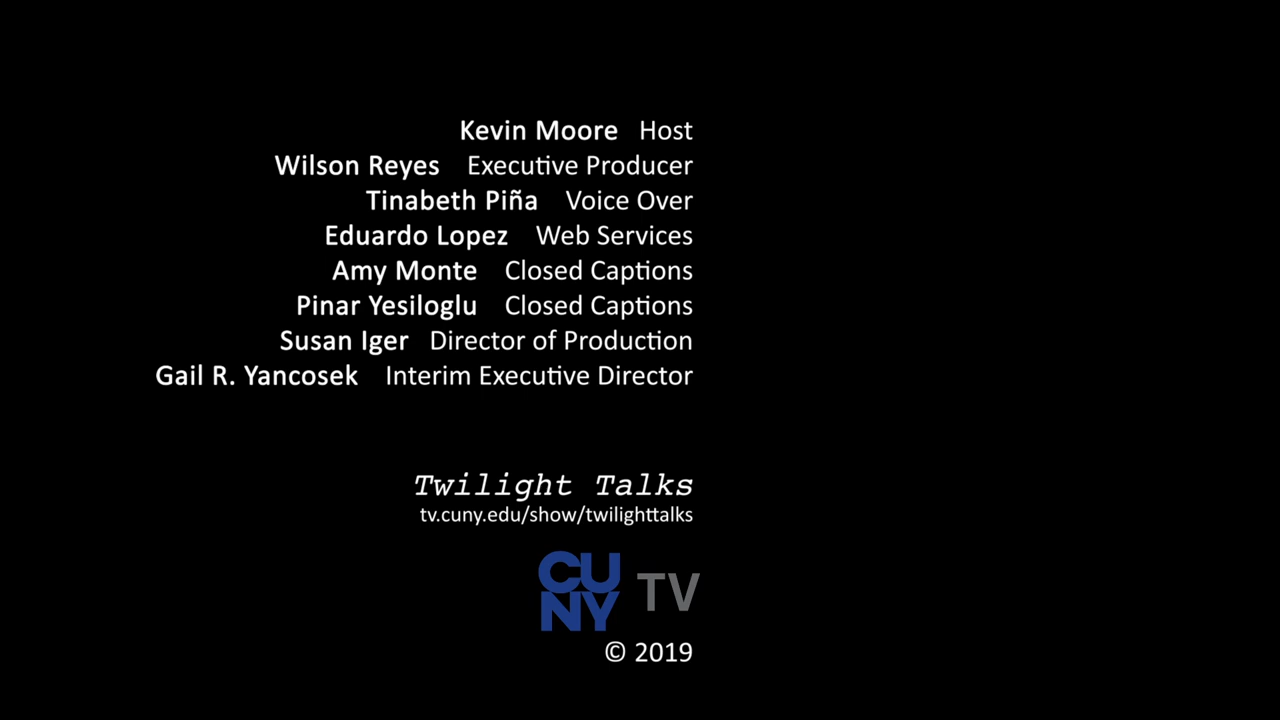 Kevin Moore Host
Wilson Reyes Executive Producer
Tinabeth Piña Voice Over
Eduardo Lopez Web Services
Amy Monte Closed Captions
Pinar Yesiloglu Closed Captions
Susan Iger Director of Production
Gail R. Yancosek Interim Executive Director
Twilight Talks
tv.cuny.edu/show/twilighttalks
CU
NY TV
© 2019